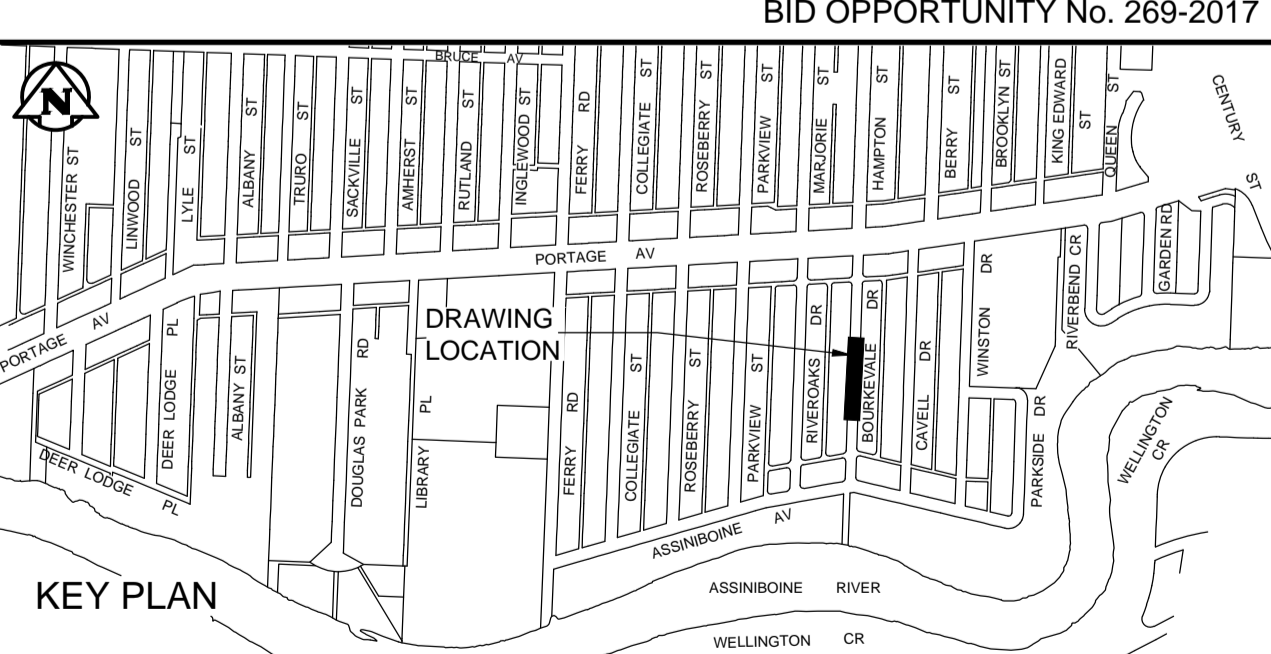 BID OPPORTUNITY No. 269-2017
BRUCE AV
N
WINCHESTER ST
LINWOOD ST
LYLE ST
ALBANY ST
TRURO ST
SACKVILLE ST
AMHERST ST
RUTLAND ST
INGLEWOOD ST
FERRY RD
COLLEGIATE ST
ROSEBERRY ST
PARKVIEW ST
MARJORIE ST
HAMPTON ST
BERRY ST
BROOKLYN ST
KING EDWARD ST
QUEEN ST
CENTURY ST
PORTAGE AV
PORTAGE AV
DRAWING
LOCATION
DEER LODGE PL
ALBANY ST
DOUGLAS PARK RD
LIBRARY PL
FERRY RD
COLLEGIATE ST
ROSEBERRY ST
PARKVIEW ST
RIVEROAKS DR
BOURKEVALE DR
CAVELL DR
WINSTON DR
RIVERBEND CR
GARDEN RD
PARKSIDE DR
WELLINGTON CR
DEER LODGE PL
ASSINIBOINE AV
KEY PLAN
ASSINIBOINE RIVER
WELLINGTON CR